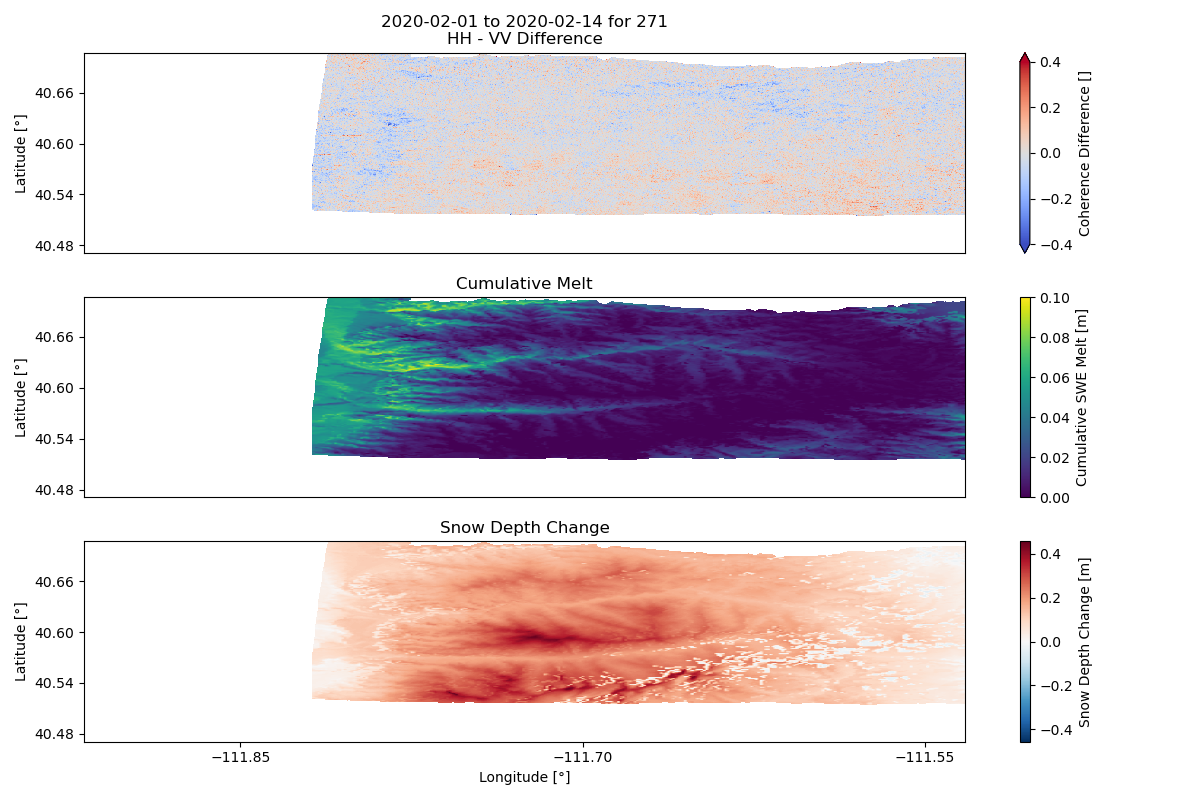 2020-02-01 to 2020-02-14 for 271
HH - VV Difference
40.66
40.60
40.54
40.48
Latitude [°]
0.4
0.2
0.0
−0.2
−0.4
Coherence Difference []
Cumulative Melt
40.66
40.60
40.54
40.48
Latitude [°]
0.10
0.08
0.06
0.04
0.02
0.00
Cumulative SWE Melt [m]
Snow Depth Change
40.66
40.60
40.54
40.48
Latitude [°]
0.4
0.2
0.0
−0.2
−0.4
Snow Depth Change [m]
−111.85
−111.70
−111.55
Longitude [°]